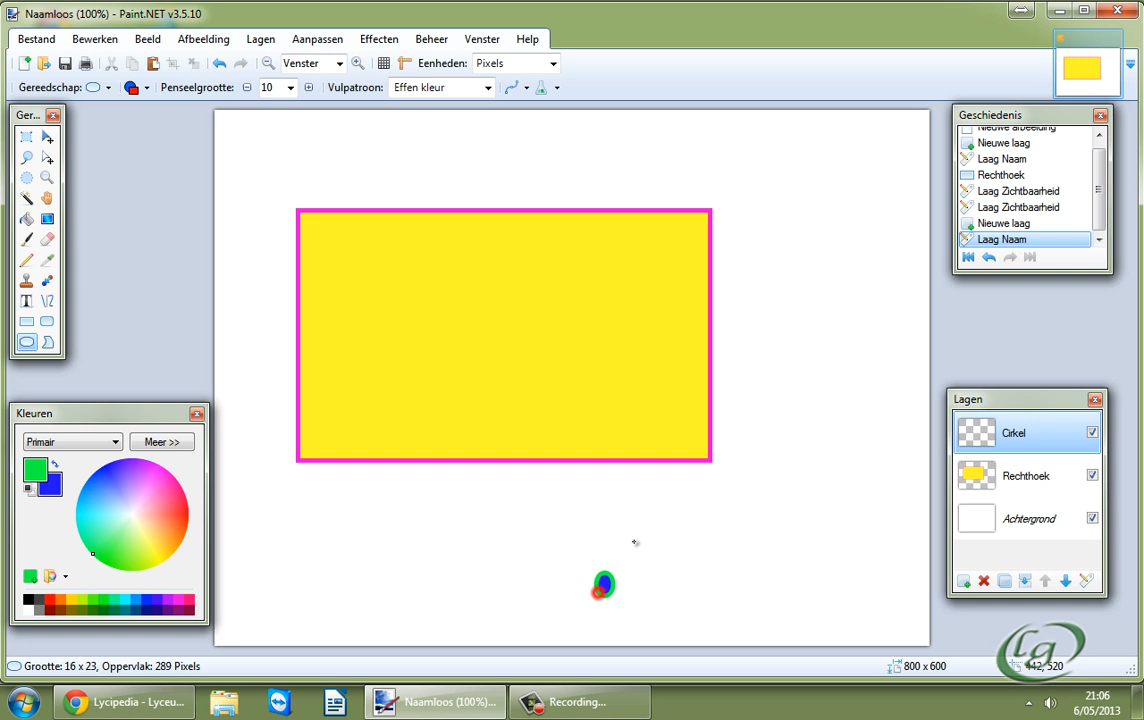 Naamloos (100%) - Paint.NET v3.5.10
Bestand Bewerken Beeld Afbeelding Lagen Aanpassen Effecten Beheer Venster Help
Venster Eenheden: Pixels
Gereedschap: Penseelgrootte: 10 Vulpatroon: Effen kleur
Ger...
Geschiedenis
Nieuwe afbeelding
Nieuwe laag
Laag Naam
Rechthoek
Laag Zichtbaarheid
Laag Zichtbaarheid
Nieuwe laag
Laag Naam
Kleuren
Primair Meer >>
Lagen
Cirkel
Rechthoek
Achtergrond
Lg
Grootte: 16 x 23, Oppervlak: 289 Pixels 800 x 600 442, 520
Lycipedia - Lyceu... Naamloos (100%)... Recording...
21:06
6/05/2013